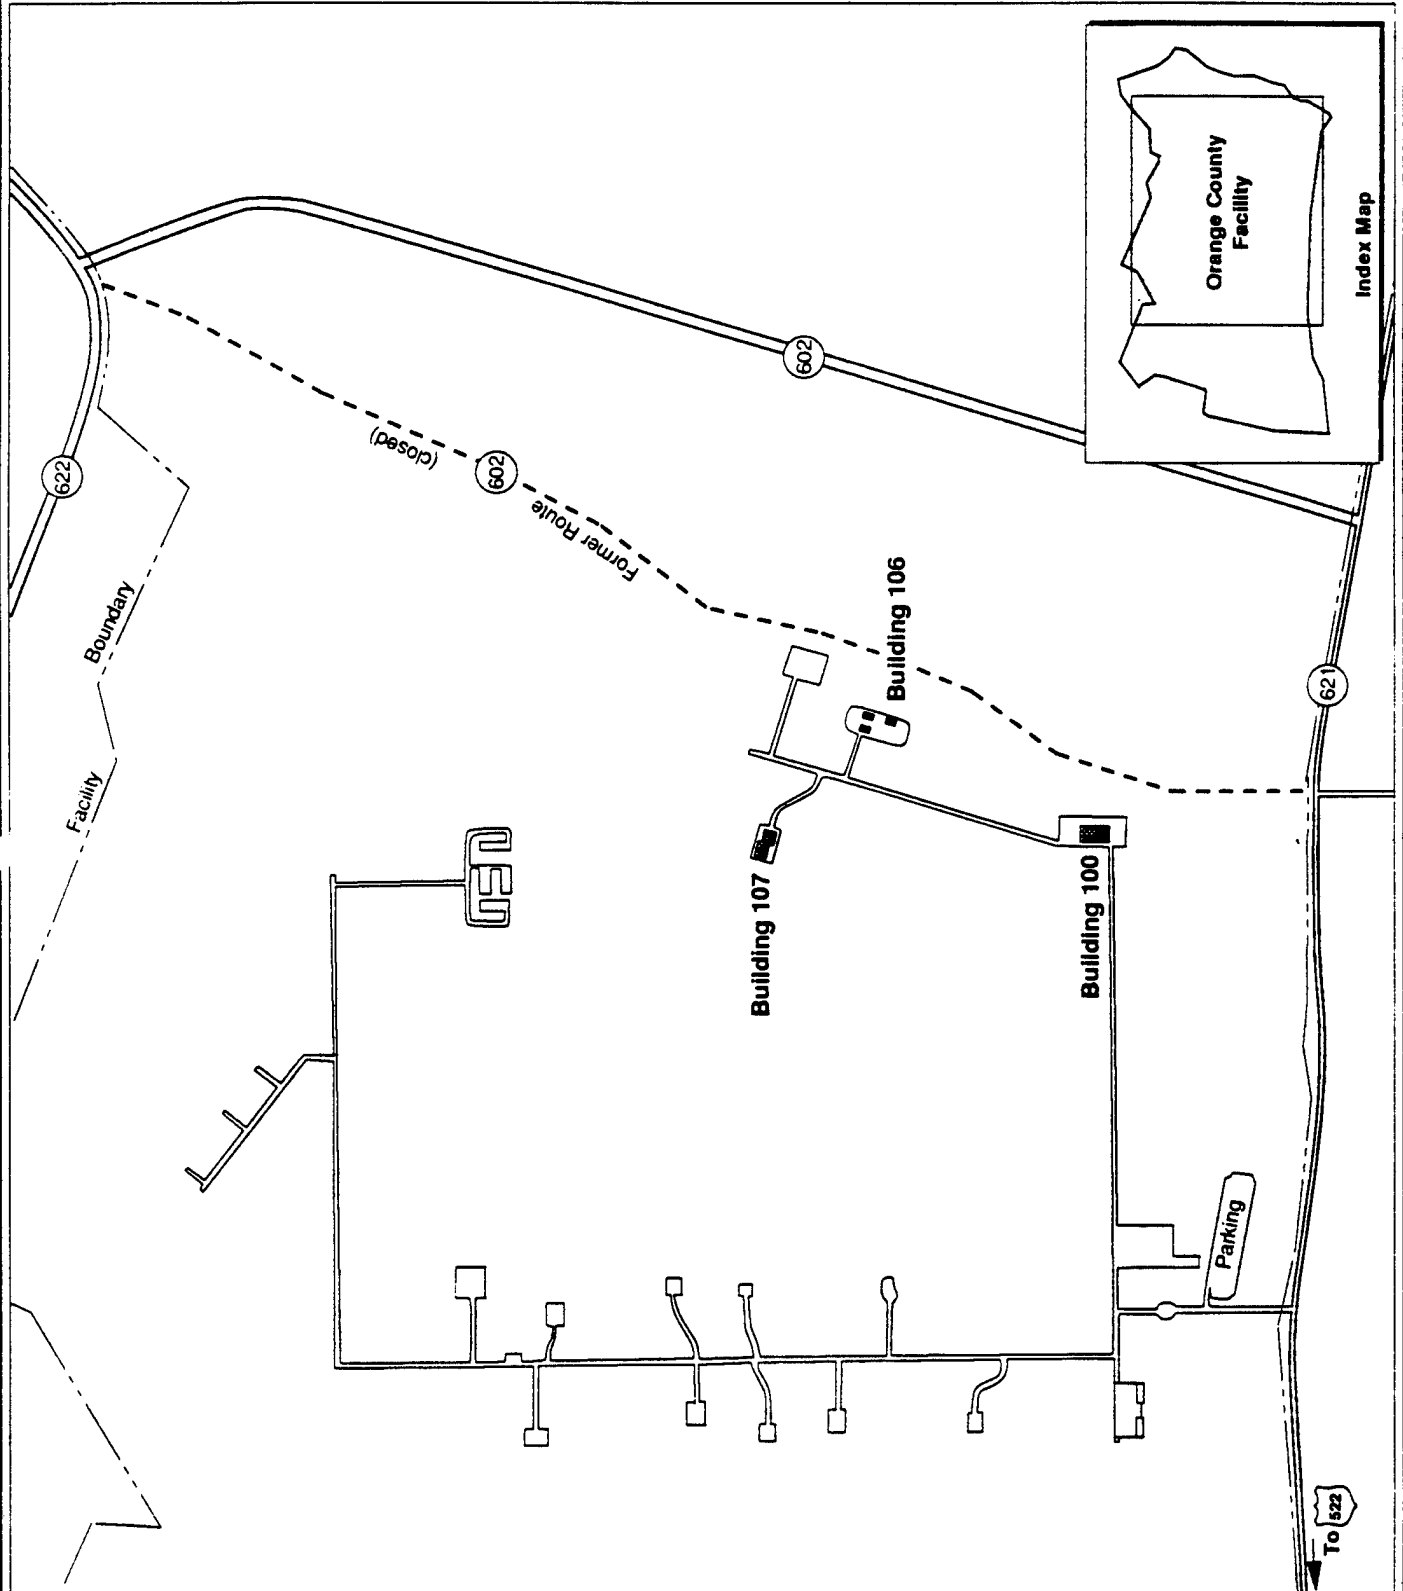 622
Facility
Boundary
602
(closed)
Former Route
602
Orange County
Facility
Index Map
Building 106
Building 107
Building 100
621
Parking
To 522